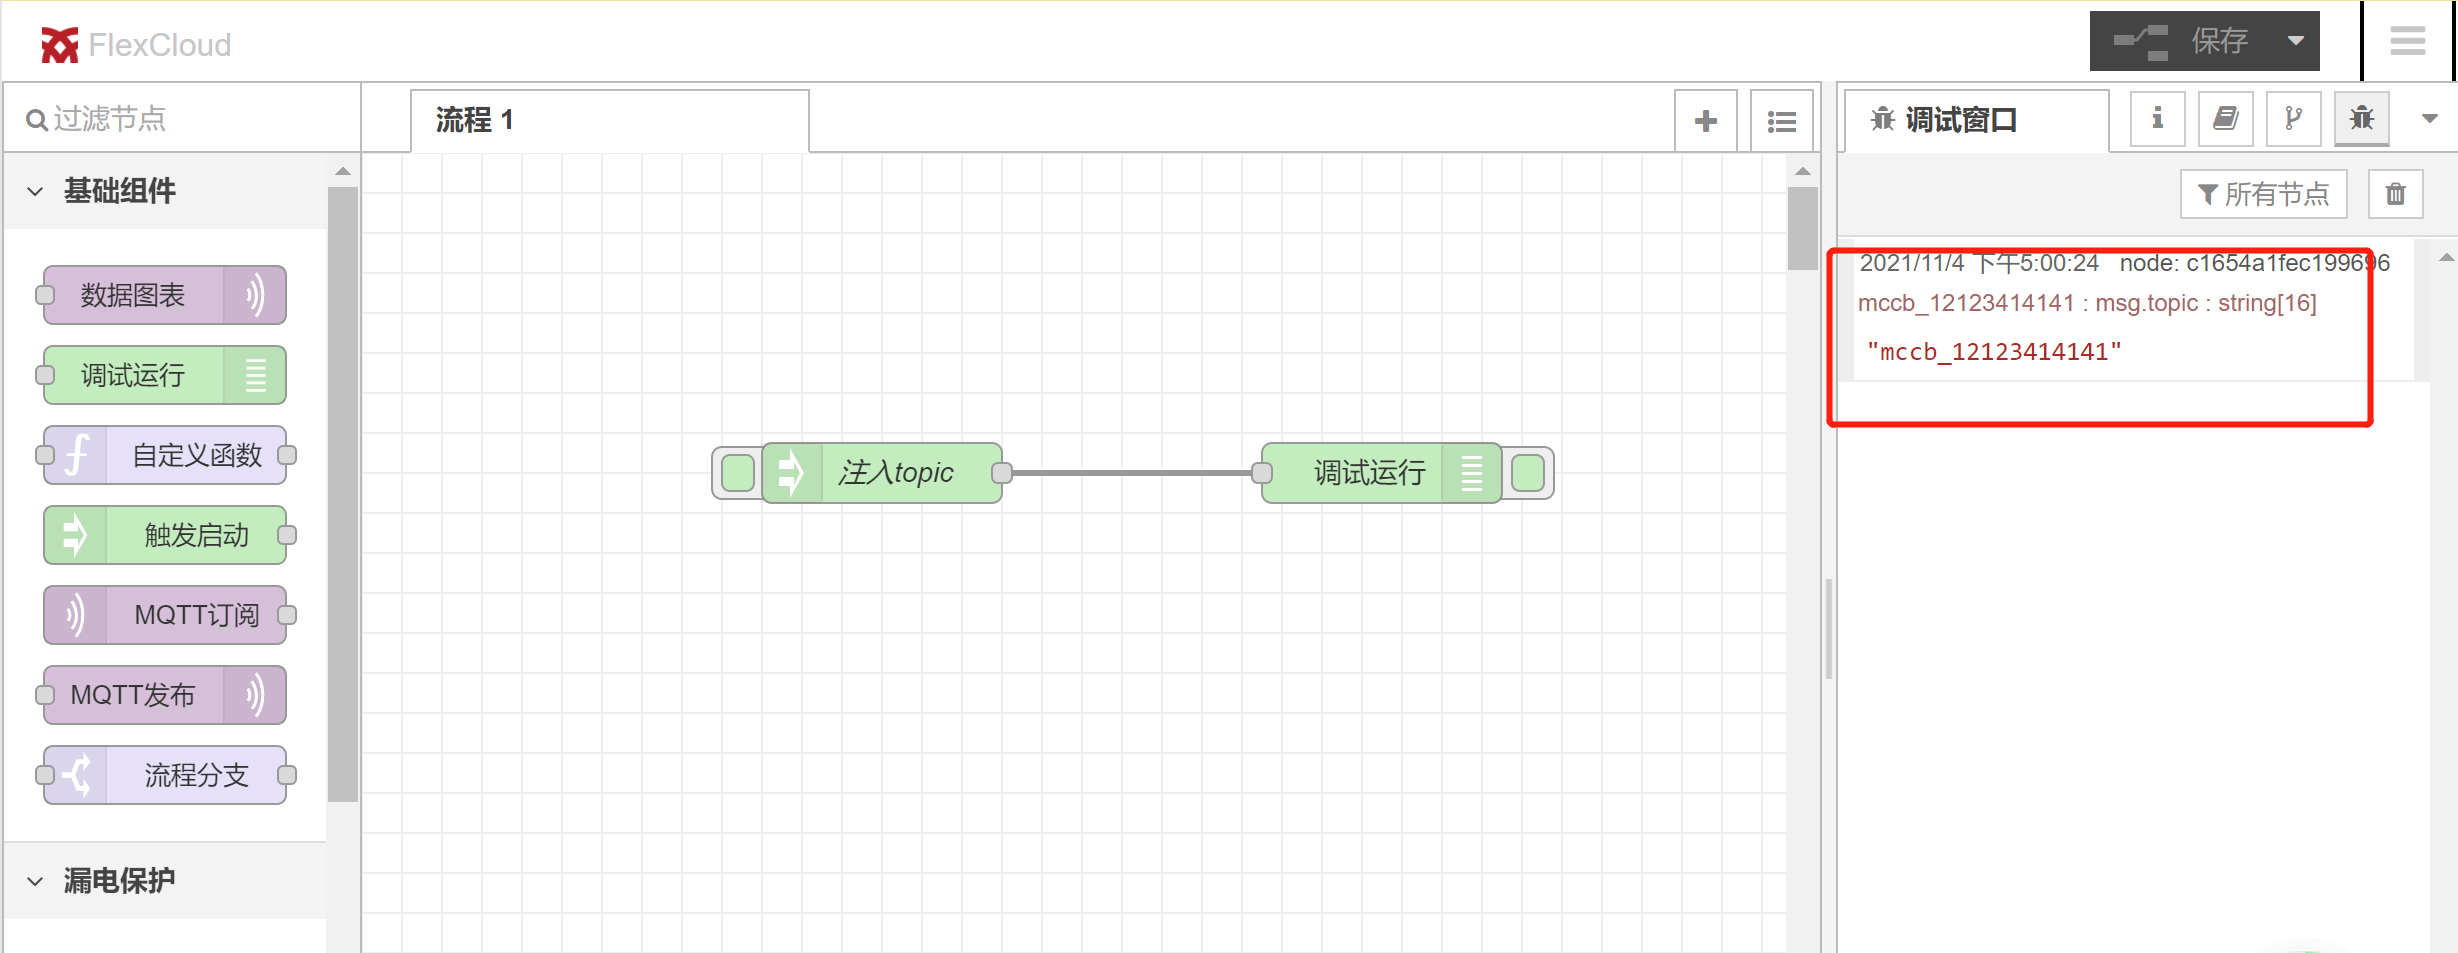 FlexCloud
保存
过滤节点
流程 1
调试窗口
基础组件
所有节点
数据图表
调试运行
自定义函数
触发启动
MQTT订阅
MQTT发布
流程分支
漏电保护
注入topic
调试运行
2021/11/4 下午5:00:24 node: c1654a1fec199696
mccb_12123414141 : msg.topic : string[16]
"mccb_12123414141"